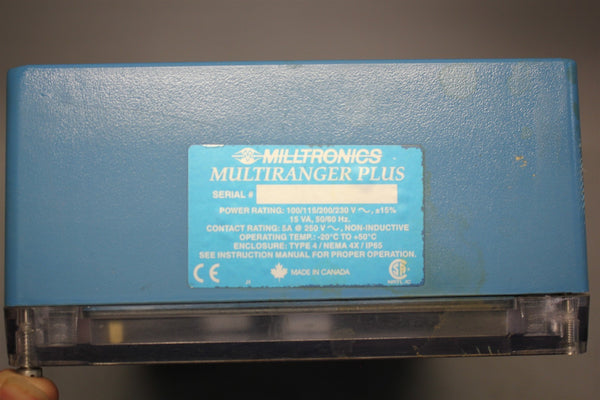 MILLTRONICS
MULTIRANGER PLUS
SERIAL #
POWER RATING: 100/115/200/230 V ~, ±15%
15 VA, 50/60 Hz.
CONTACT RATING: 5A @ 250 V ~, NON-INDUCTIVE
OPERATING TEMP.: -20°C TO +50°C
ENCLOSURE: TYPE 4 / NEMA 4X / IP65
SEE INSTRUCTION MANUAL FOR PROPER OPERATION.
CE MADE IN CANADA